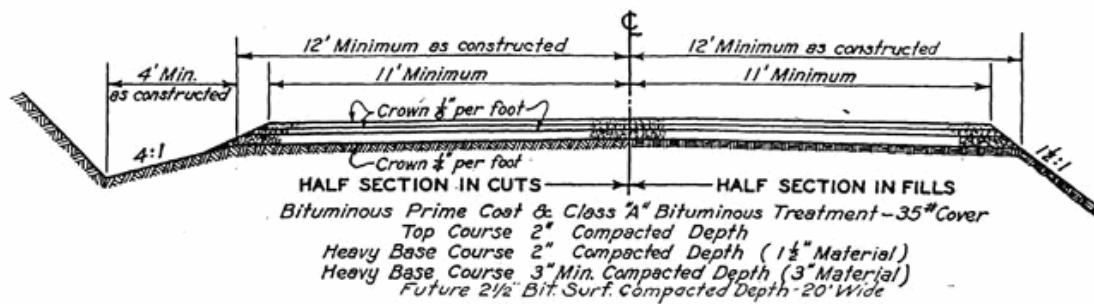 ℄
12' Minimum as constructed 12' Minimum as constructed
4' Min.
as constructed
11' Minimum 11' Minimum
Crown ⅛" per foot
4:1
Crown ¼" per foot
1½:1
HALF SECTION IN CUTS HALF SECTION IN FILLS
Bituminous Prime Coat & Class "A" Bituminous Treatment-35# Cover
Top Course 2" Compacted Depth
Heavy Base Course 2" Compacted Depth (1½" Material)
Heavy Base Course 3" Min. Compacted Depth (3" Material)
Future 2½" Bit. Surf. Compacted Depth-20' Wide